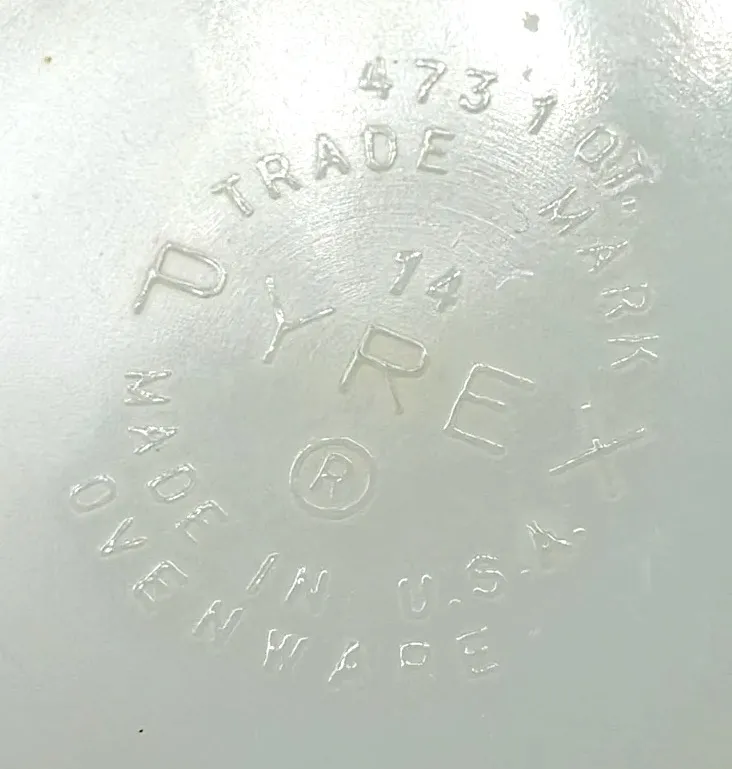 473 1 QT.
TRADE MARK
14
PYREX
®
MADE IN U.S.A.
OVENWARE